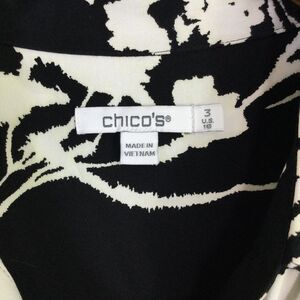 chico's®
3
U.S.
16
MADE IN
VIETNAM